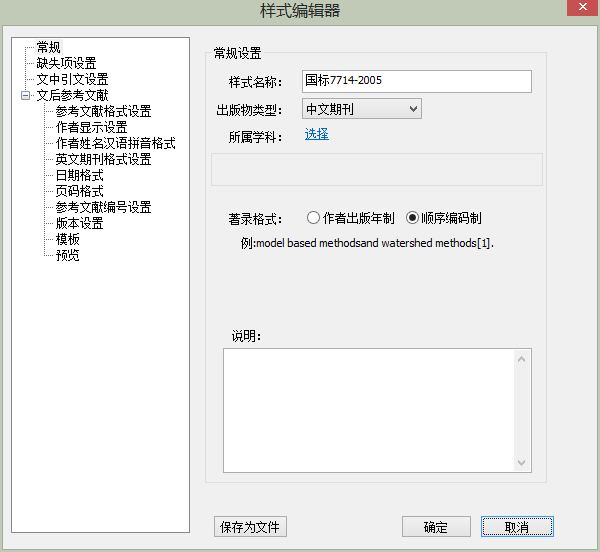 样式编辑器
常规
缺失项设置
文中引文设置
文后参考文献
参考文献格式设置
作者显示设置
作者姓名汉语拼音格式
英文期刊格式设置
日期格式
页码格式
参考文献编号设置
版本设置
模板
预览
常规设置
样式名称： 国标7714-2005
出版物类型： 中文期刊
所属学科： 选择
著录格式： 作者出版年制 顺序编码制
例:model based methodsand watershed methods[1].
说明：
保存为文件 确定 取消